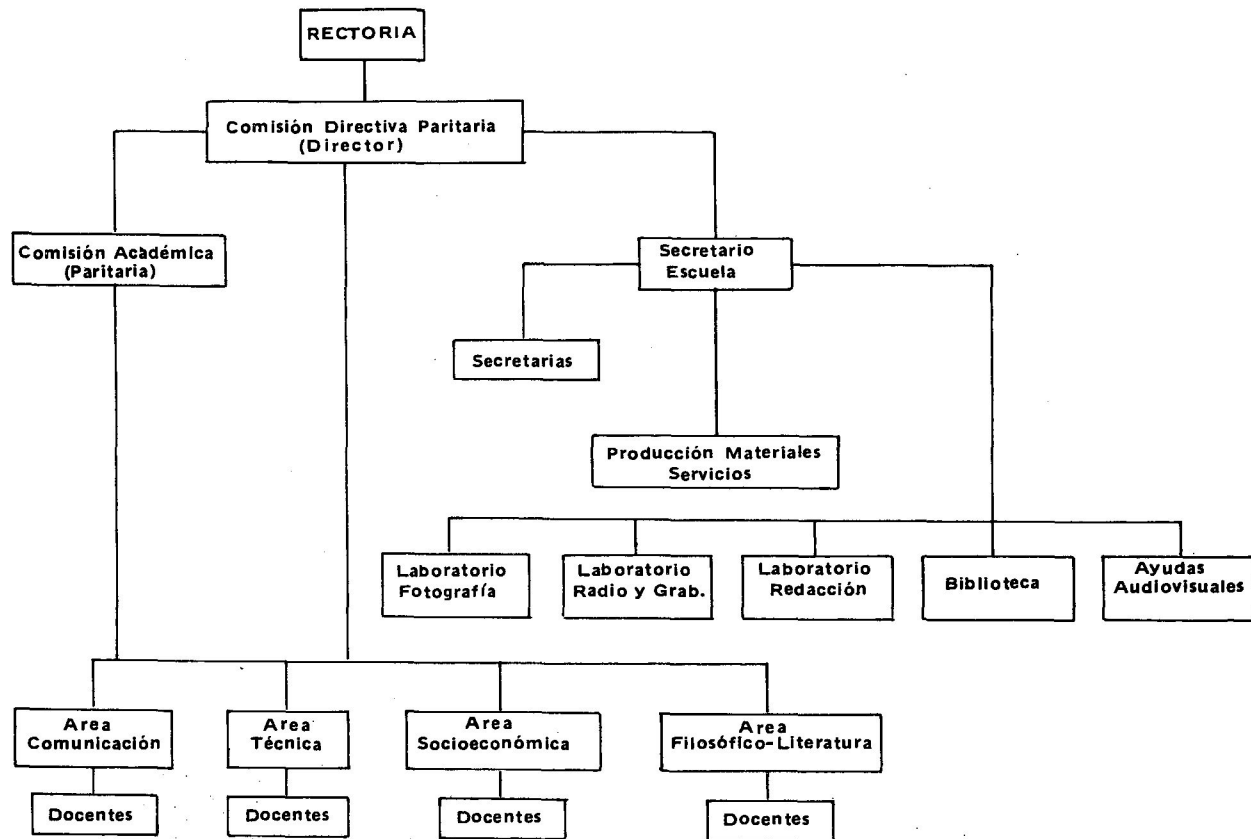 RECTORIA
Comisión Directiva Paritaria
(Director)
Comisión Académica
(Paritaria)
Secretario
Escuela
Secretarias
Producción Materiales
Servicios
Laboratorio
Fotografía
Laboratorio
Radio y Grab.
Laboratorio
Redacción
Biblioteca
Ayudas
Audiovisuales
Area
Comunicación
Area
Técnica
Area
Socioeconómica
Area
Filosófico-Literatura
Docentes
Docentes
Docentes
Docentes